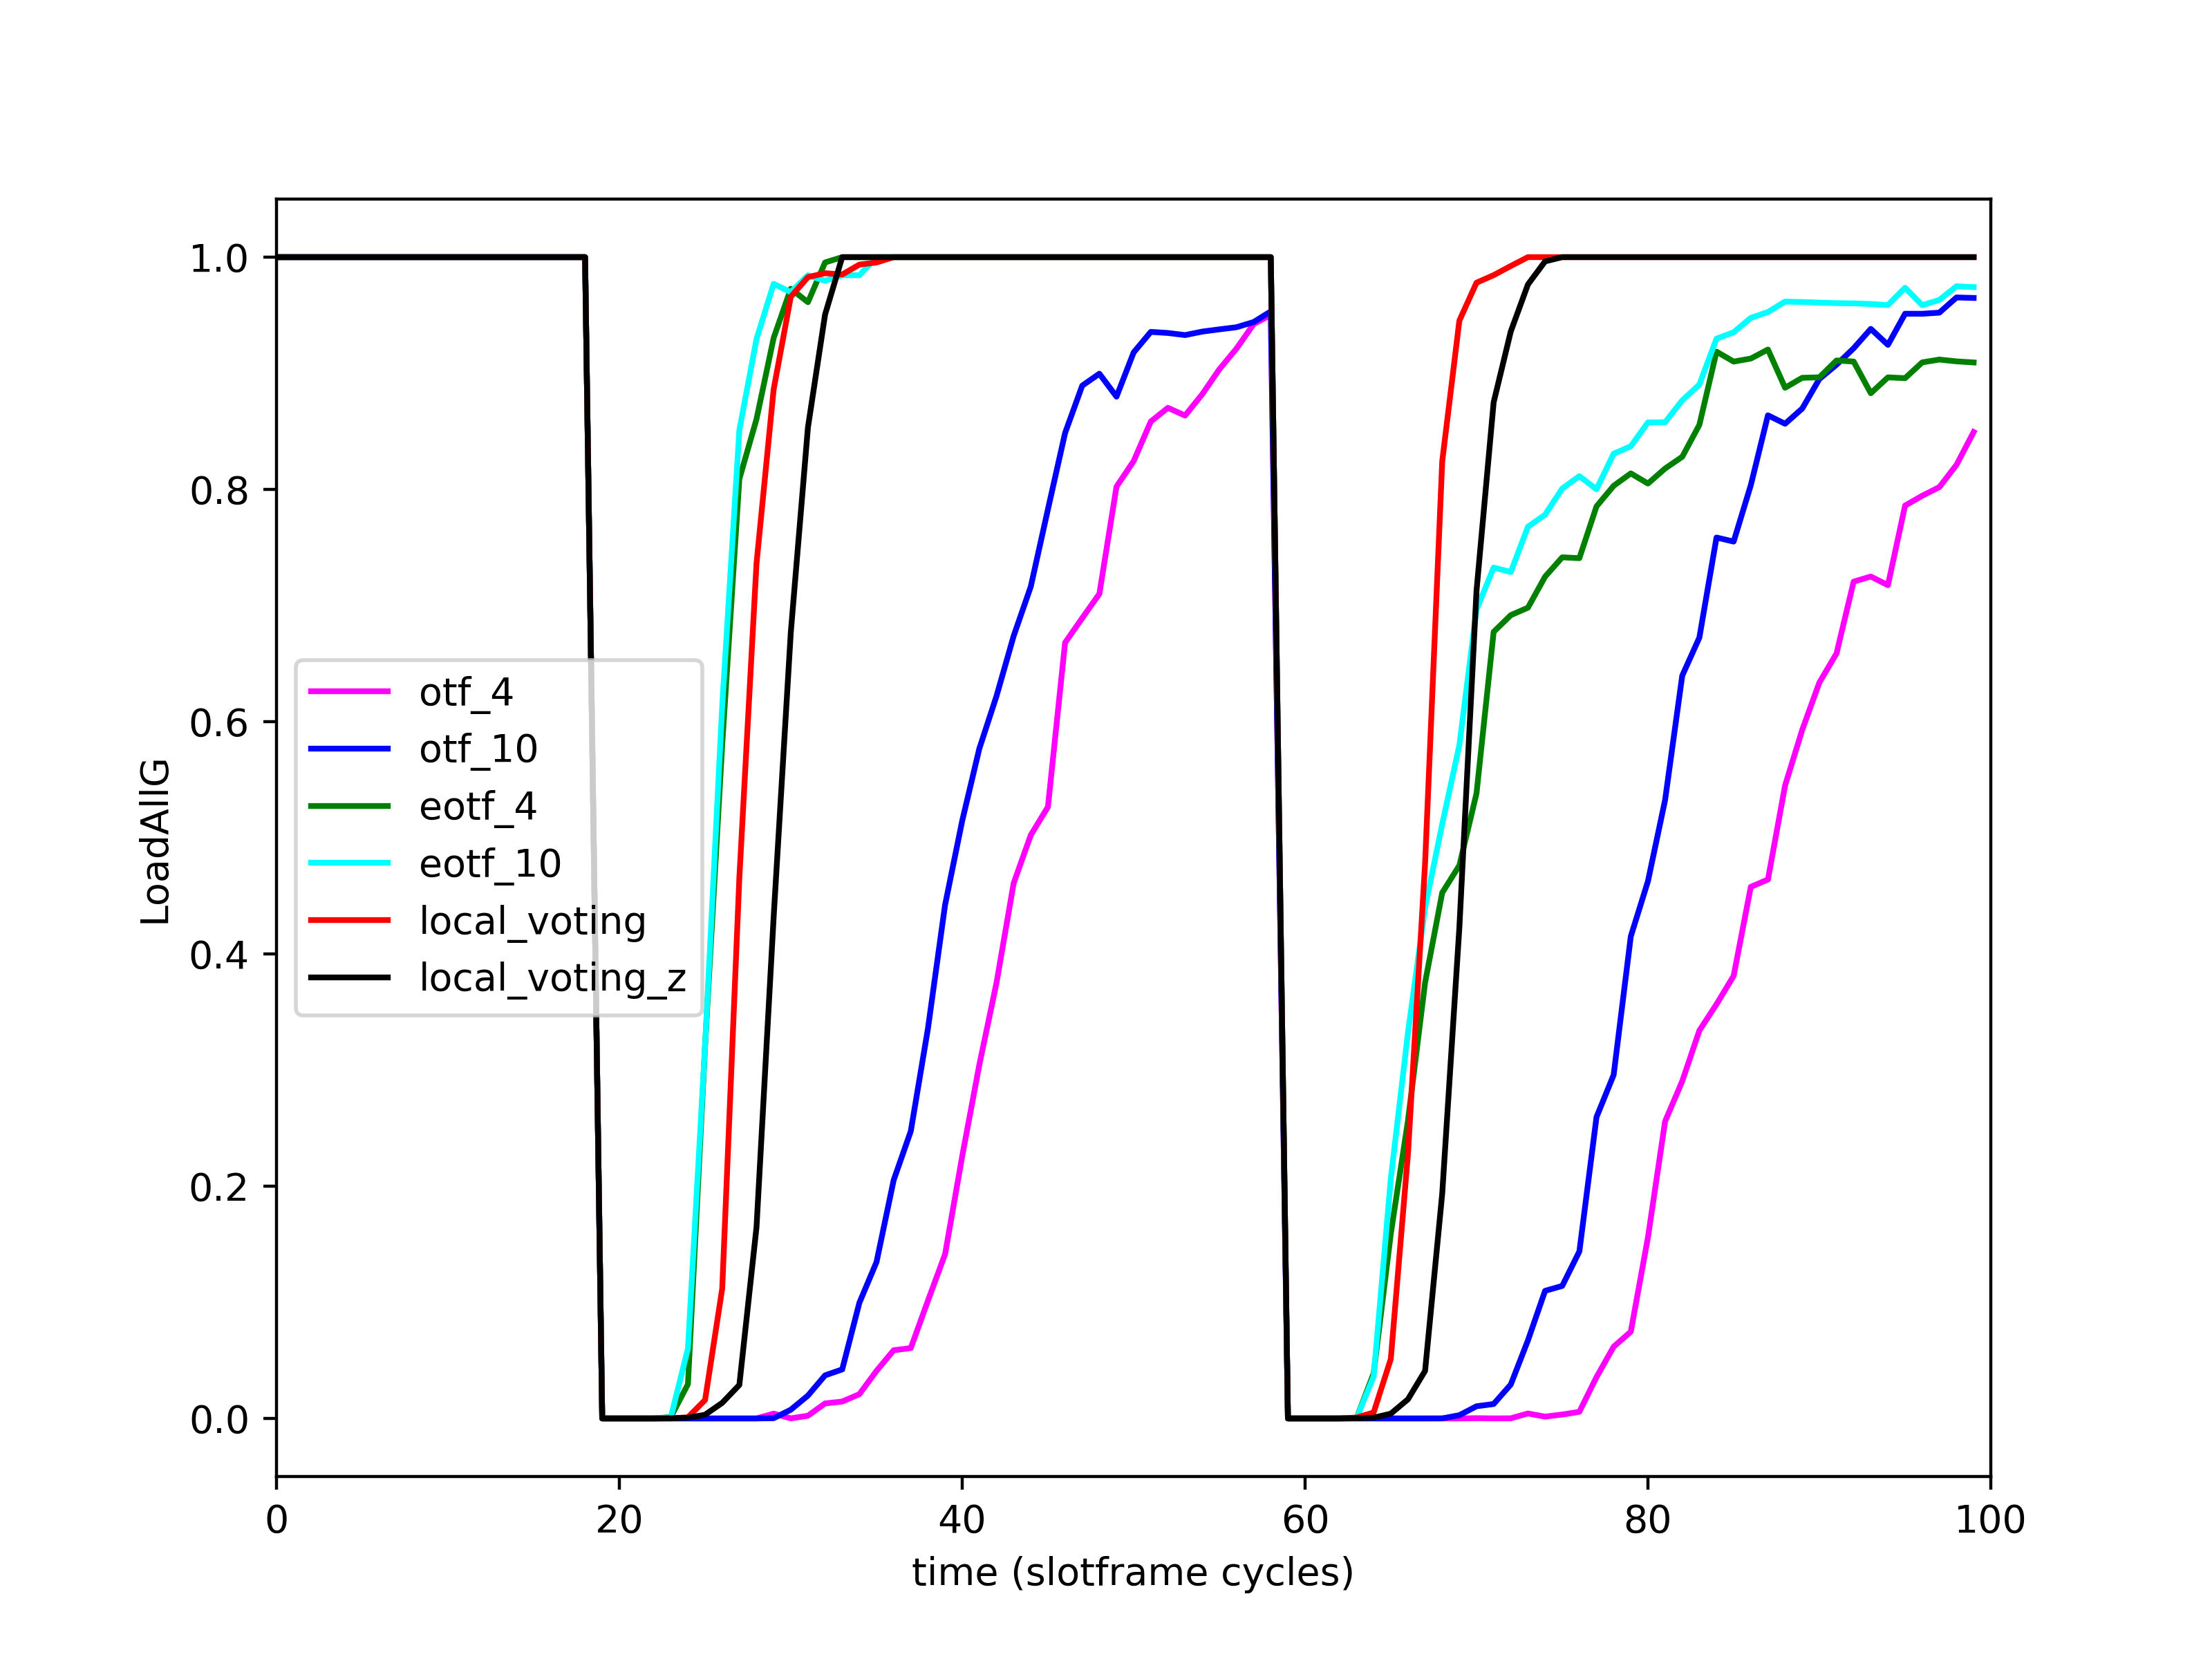 1.0
0.8
0.6
0.4
0.2
0.0
LoadAllG
otf_4
otf_10
eotf_4
eotf_10
local_voting
local_voting_z
0 20 40 60 80 100
time (slotframe cycles)